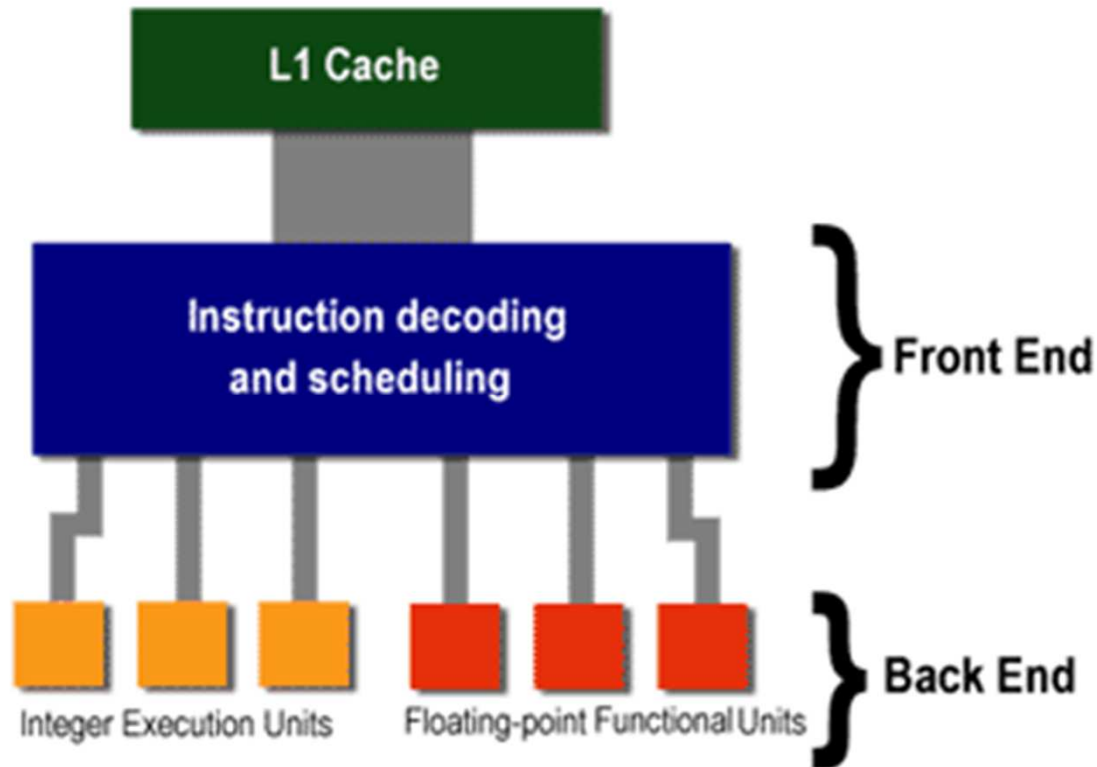 L1 Cache
Instruction decoding
and scheduling
Front End
Back End
Integer Execution Units
Floating-point Functional Units